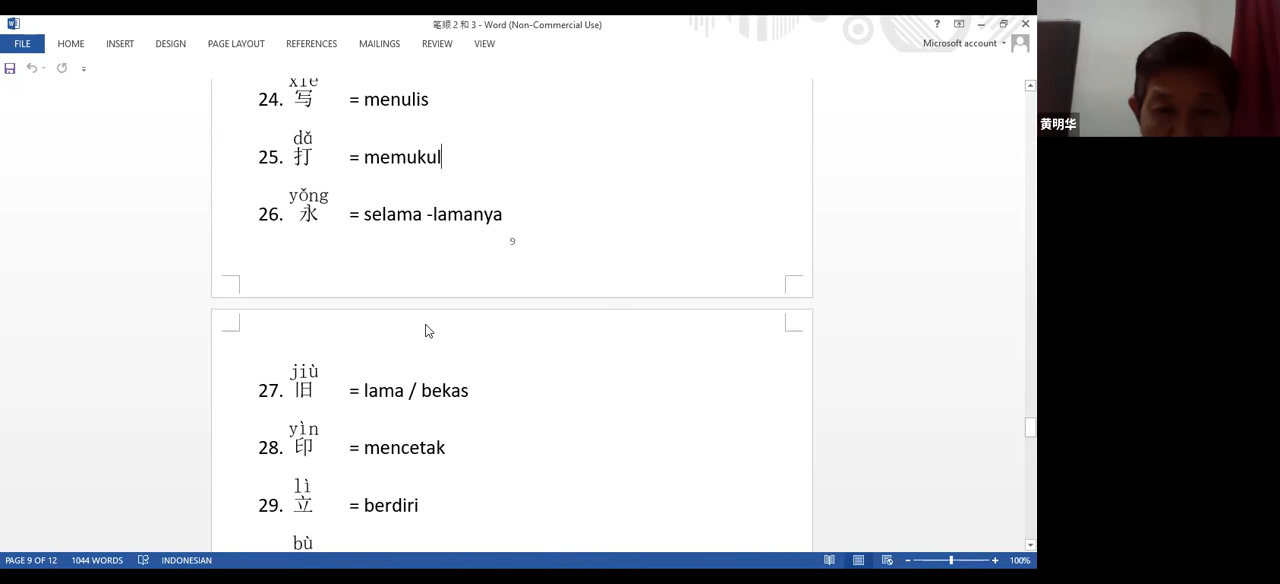 笔顺 2 和 3 - Word (Non-Commercial Use)
FILE HOME INSERT DESIGN PAGE LAYOUT REFERENCES MAILINGS REVIEW VIEW
Microsoft account
xiě
24. 写 = menulis
dǎ
25. 打 = memukul
yǒng
26. 永 = selama -lamanya
9
jiù
27. 旧 = lama / bekas
yìn
28. 印 = mencetak
lì
29. 立 = berdiri
bù
PAGE 9 OF 12 1044 WORDS INDONESIAN
100%
黄明华